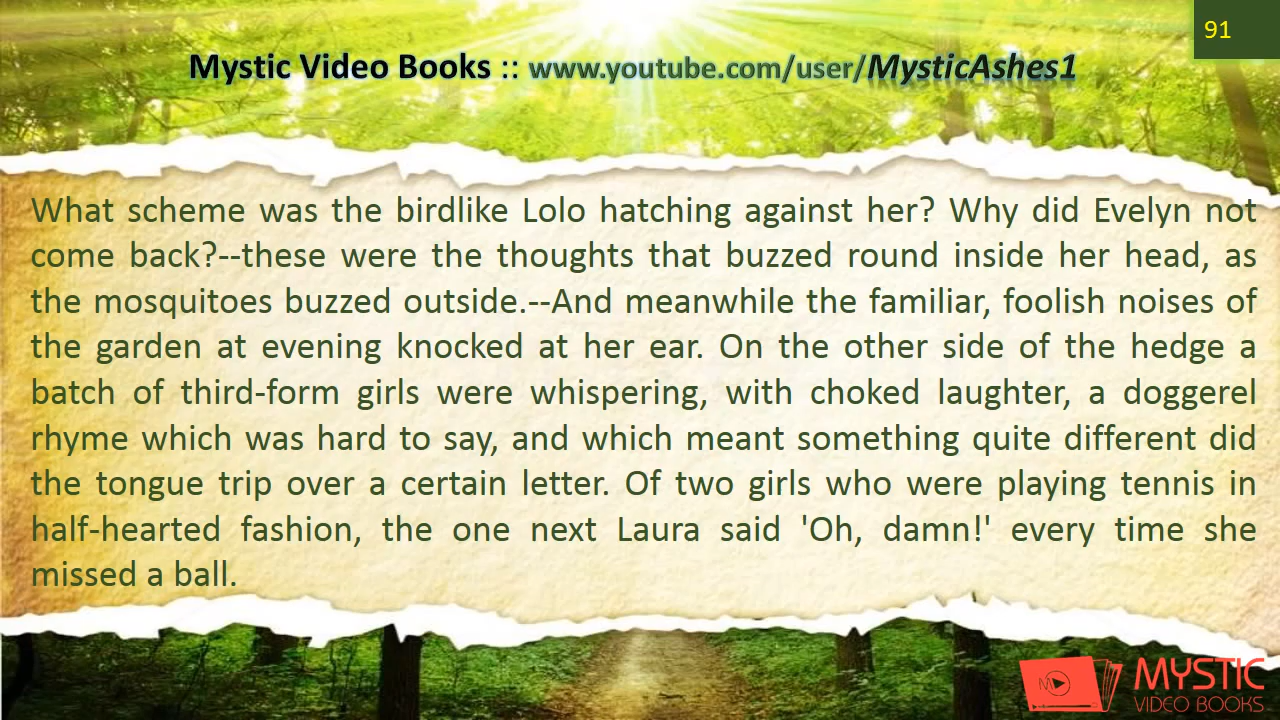 91
Mystic Video Books :: www.youtube.com/user/MysticAshes1
What scheme was the birdlike Lolo hatching against her? Why did Evelyn not
come back?--these were the thoughts that buzzed round inside her head, as
the mosquitoes buzzed outside.--And meanwhile the familiar, foolish noises of
the garden at evening knocked at her ear. On the other side of the hedge a
batch of third-form girls were whispering, with choked laughter, a doggerel
rhyme which was hard to say, and which meant something quite different did
the tongue trip over a certain letter. Of two girls who were playing tennis in
half-hearted fashion, the one next Laura said 'Oh, damn!' every time she
missed a ball.
MYSTIC
VIDEO BOOKS